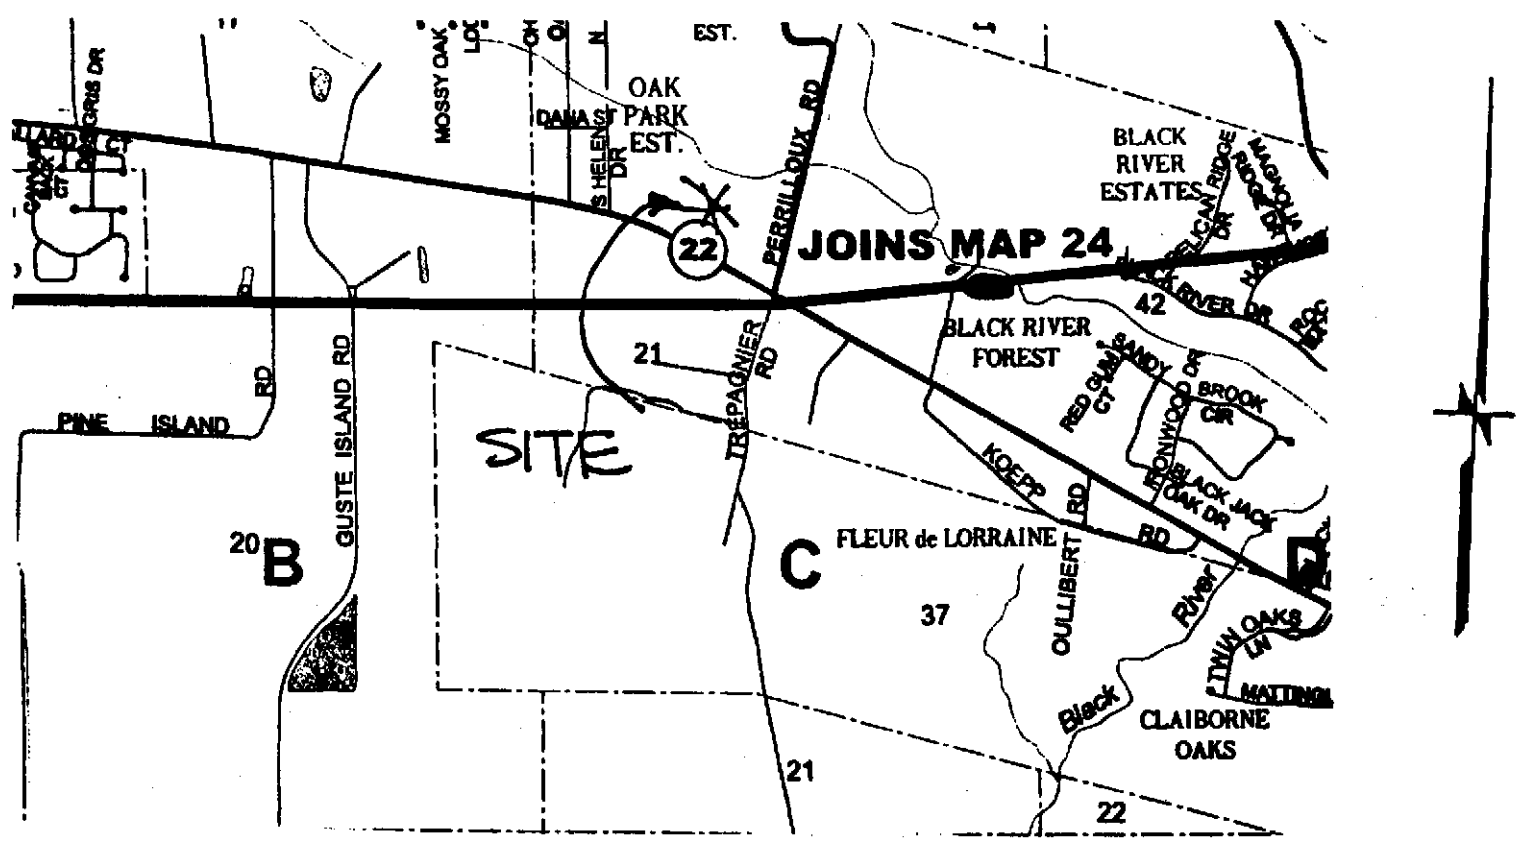 EST.
MOSSY OAK
OAK
PARK
EST.
DANA ST
S HELEN
DR
N
PERRILLOUX RD
BLACK
RIVER
ESTATES
PELICAN RIDGE
DR
MAGNOLIA
RIDGE DR
CT
22
JOINS MAP 24
BLACK RIVER DR
42
BLACK RIVER
FOREST
21
TREPAGNIER
RD
RED GUM
CT
SANDY
BROOK
CIR
IRONWOOD DR
BLACK JACK
OAK DR
PINE ISLAND
RD
GUSTE ISLAND RD
SITE
KOEPP
RD
RD
FLEUR de LORRAINE
OULLIBERT
20
B
C
37
River
Black
TWIN OAKS
LN
CLAIBORNE
OAKS
21
22